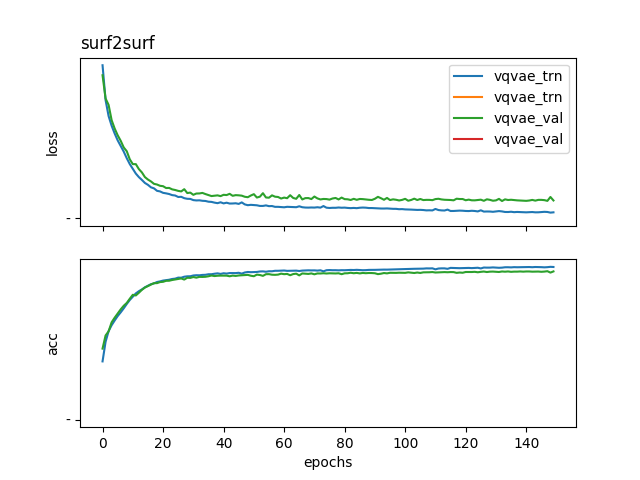 surf2surf
loss
-
vqvae_trn
vqvae_trn
vqvae_val
vqvae_val
acc
-
0 20 40 60 80 100 120 140
epochs